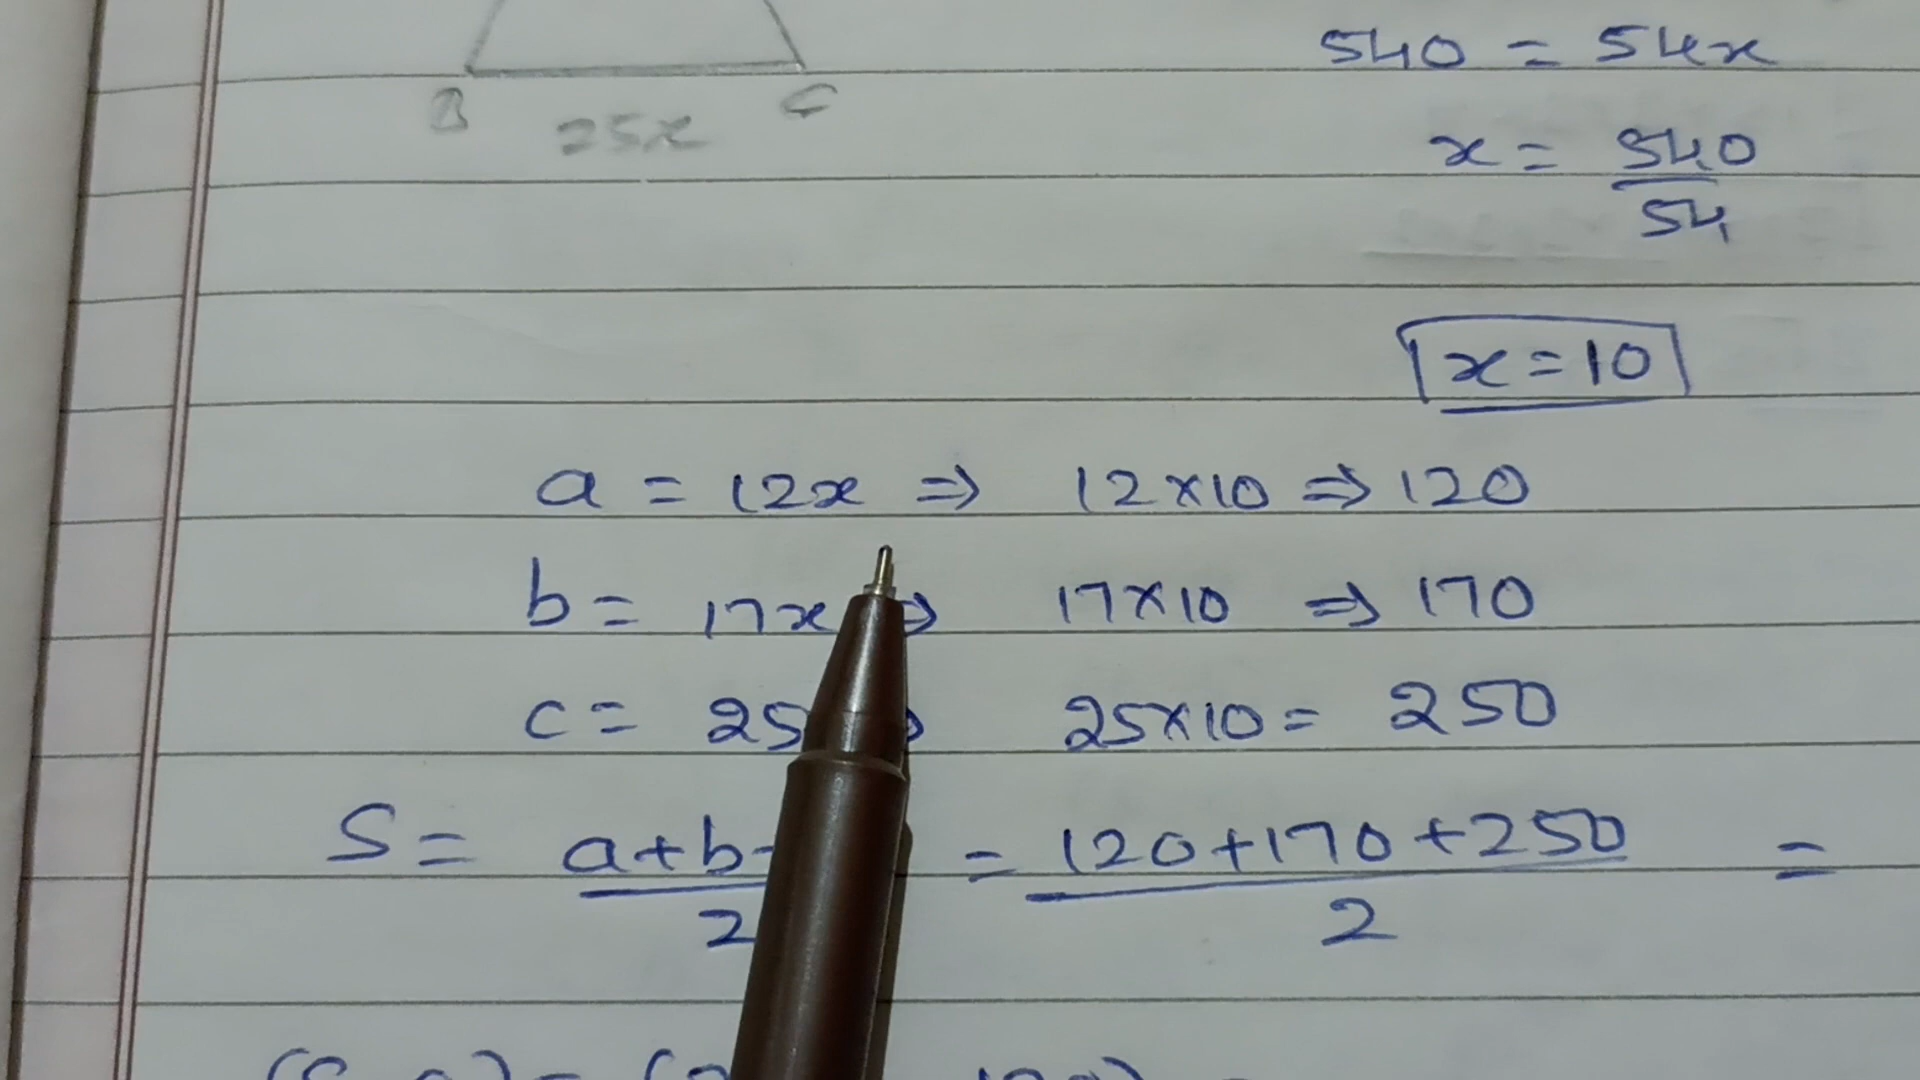 540 = 54x
B C
25x
x = 540
54
x = 10
a = 12x ⇒ 12×10 ⇒ 120
b = 17x ⇒ 17×10 ⇒ 170
c = 25 25×10 = 250
S = a+b = 120+170+250 =
2 2